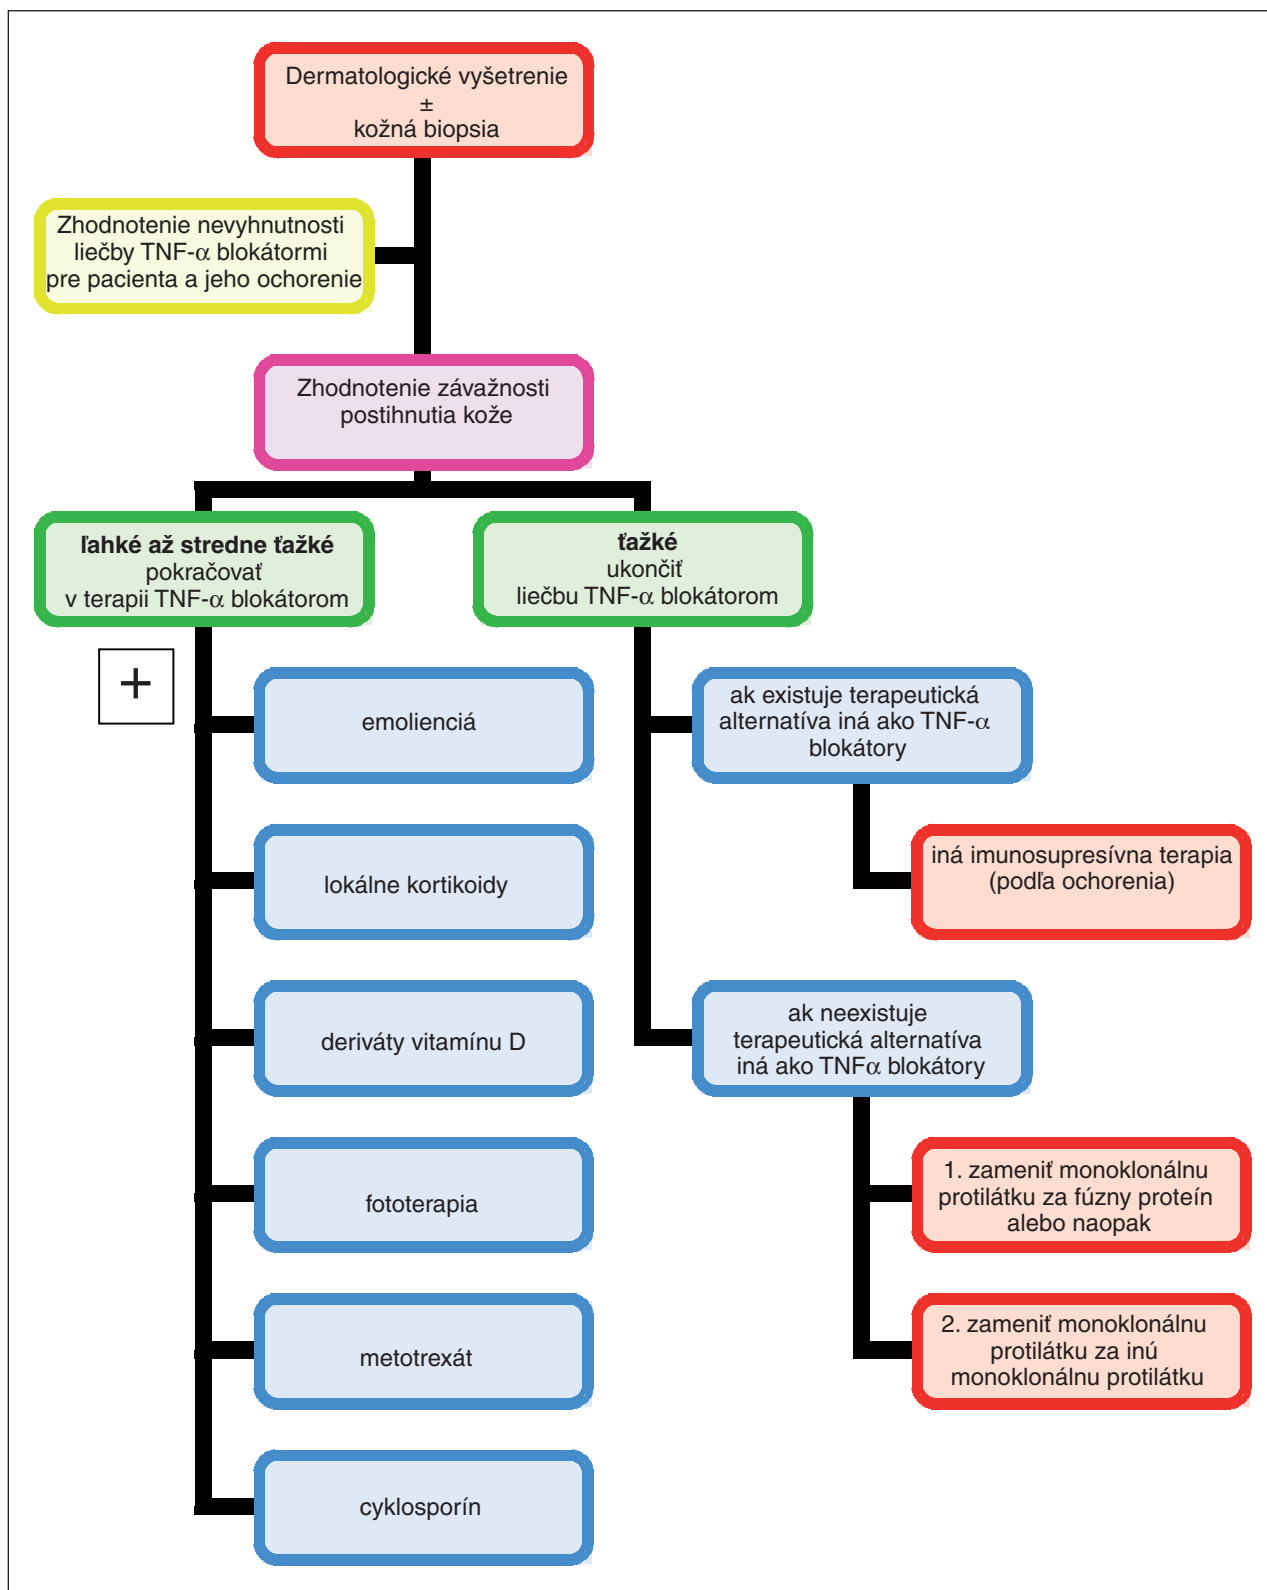 Dermatologické vyšetrenie
±
kožná biopsia
Zhodnotenie nevyhnutnosti
liečby TNF-α blokátormi
pre pacienta a jeho ochorenie
Zhodnotenie závažnosti
postihnutia kože
ľahké až stredne ťažké
pokračovať
v terapii TNF-α blokátorom
ťažké
ukončiť
liečbu TNF-α blokátorom
+
emolienciá
lokálne kortikoidy
deriváty vitamínu D
fototerapia
metotrexát
cyklosporín
ak existuje terapeutická
alternatíva iná ako TNF-α
blokátory
iná imunosupresívna terapia
(podľa ochorenia)
ak neexistuje
terapeutická alternatíva
iná ako TNFα blokátory
1. zameniť monoklonálnu
protilátku za fúzny proteín
alebo naopak
2. zameniť monoklonálnu
protilátku za inú
monoklonálnu protilátku